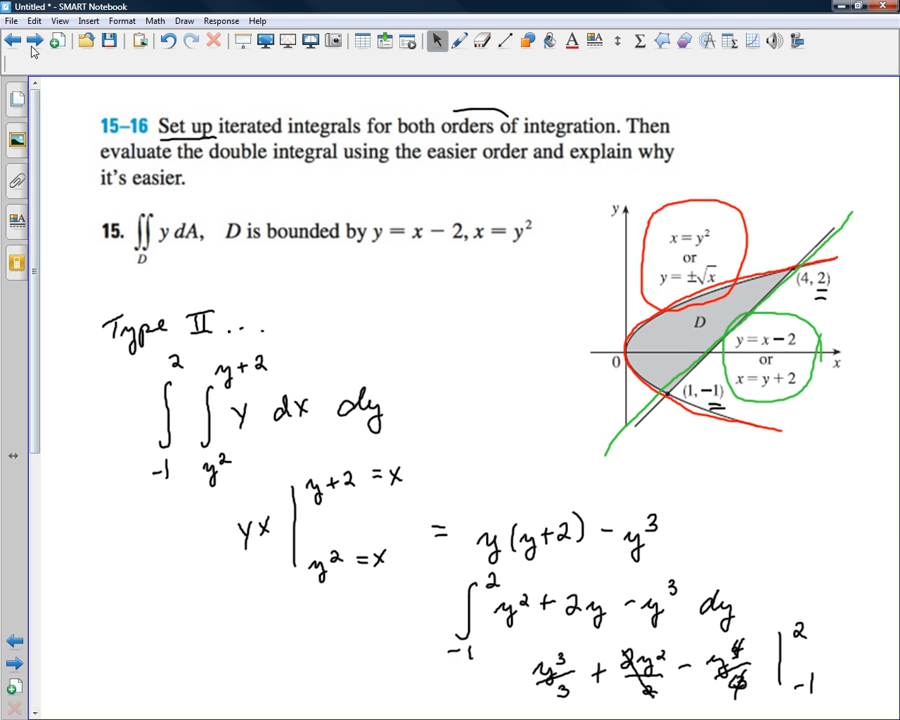 Untitled * - SMART Notebook
File Edit View Insert Format Math Draw Response Help
15–16 Set up iterated integrals for both orders of integration. Then
evaluate the double integral using the easier order and explain why
it's easier.
15. ∬_D y dA, D is bounded by y = x − 2, x = y²
y
x = y²
or
y = ±√x
(4, 2)
D
y = x − 2
or
x = y + 2
0
x
(1, −1)
Type II ...
∫_{-1}^{2} ∫_{y²}^{y+2} y dx dy
yx |_{y² = x}^{y+2 = x} = y(y+2) − y³
∫_{-1}^{2} y² + 2y − y³ dy
y³/3 + 2y²/2 − y⁴/4 |_{-1}^{2}